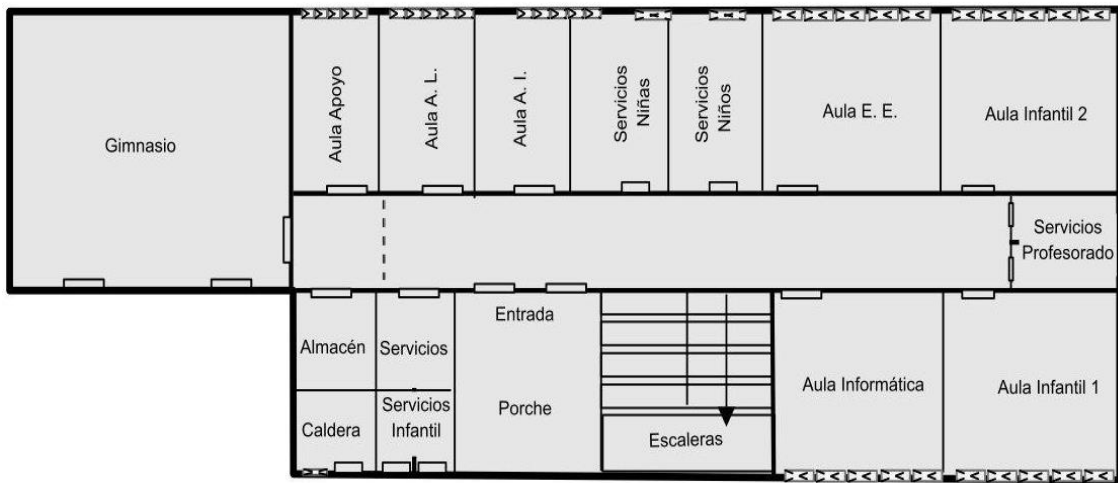 Gimnasio
Aula Apoyo
Aula A. L.
Aula A. I.
Servicios
Niñas
Servicios
Niños
Aula E. E.
Aula Infantil 2
Servicios
Profesorado
Entrada
Almacén
Servicios
Caldera
Servicios
Infantil
Porche
Escaleras
Aula Informática
Aula Infantil 1